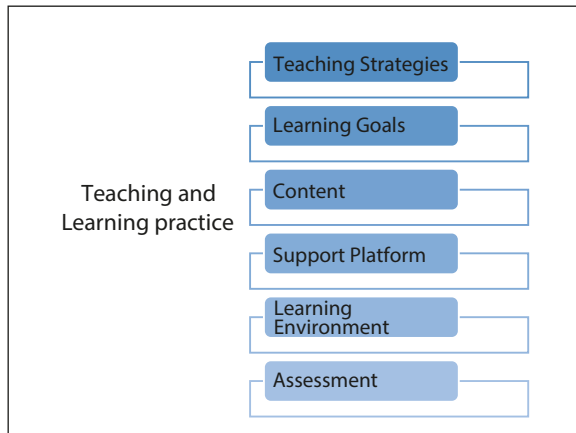 Teaching and
Learning practice
Teaching Strategies
Learning Goals
Content
Support Platform
Learning
Environment
Assessment